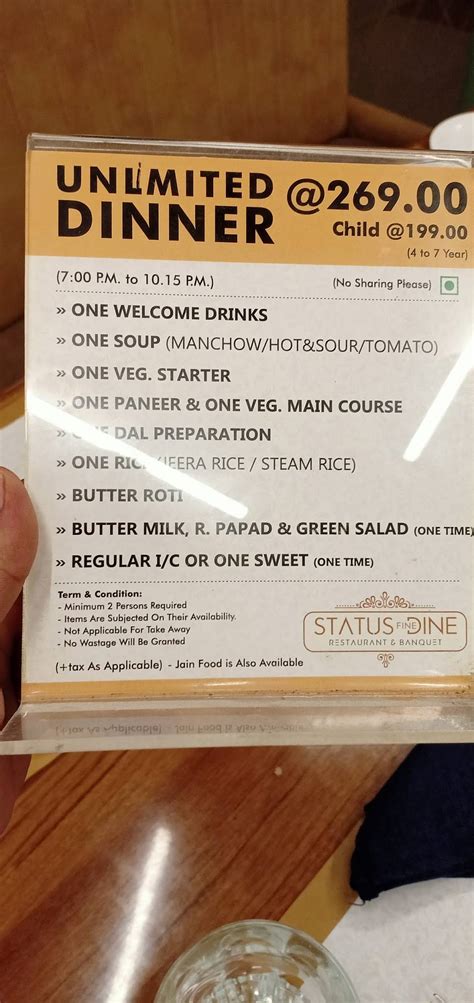 UNLIMITED
DINNER
@269.00
Child @199.00
(4 to 7 Year)
(7:00 P.M. to 10.15 P.M.)
(No Sharing Please)
» ONE WELCOME DRINKS
» ONE SOUP (MANCHOW/HOT&SOUR/TOMATO)
» ONE VEG. STARTER
» ONE PANEER & ONE VEG. MAIN COURSE
» ONE DAL PREPARATION
» ONE RICE (JEERA RICE / STEAM RICE)
» BUTTER ROTI
» BUTTER MILK, R. PAPAD & GREEN SALAD (ONE TIME)
» REGULAR I/C OR ONE SWEET (ONE TIME)
Term & Condition:
- Minimum 2 Persons Required
- Items Are Subjected On Their Availability.
- Not Applicable For Take Away
- No Wastage Will Be Granted
(+tax As Applicable) - Jain Food is Also Available
STATUS FINE DINE
RESTAURANT & BANQUET